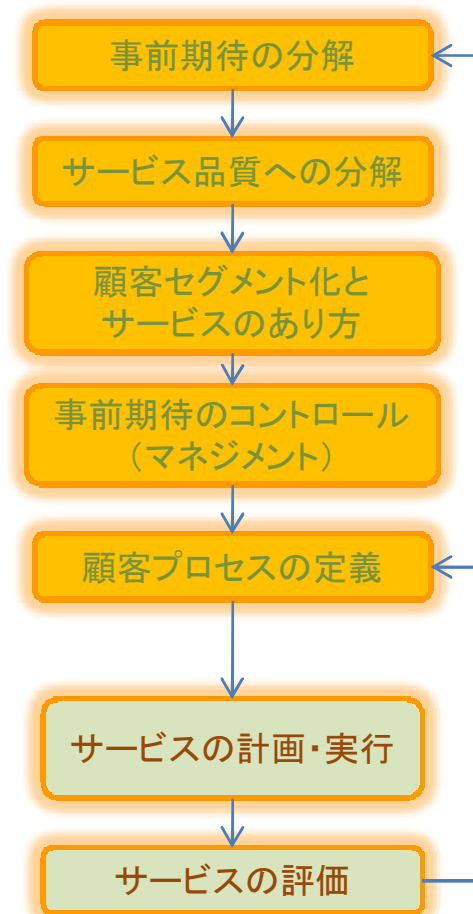 事前期待の分解
サービス品質への分解
顧客セグメント化と
サービスのあり方
事前期待のコントロール
（マネジメント）
顧客プロセスの定義
サービスの計画・実行
サービスの評価